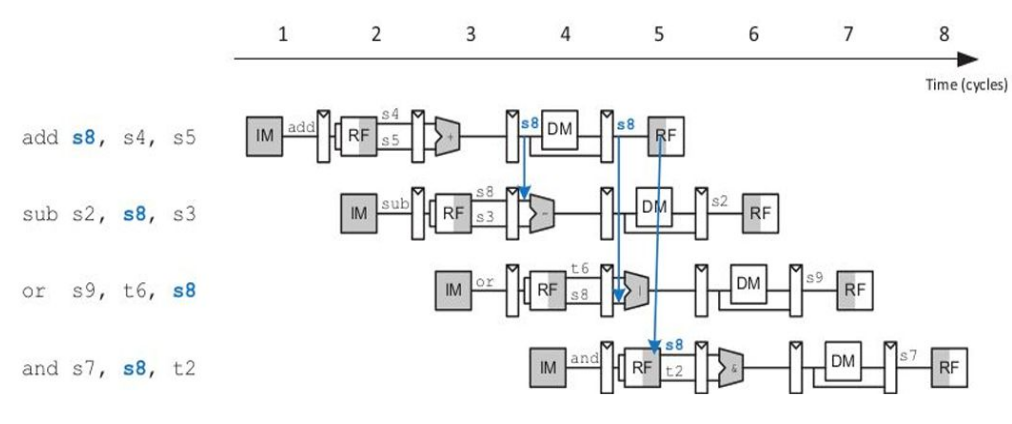 1 2 3 4 5 6 7 8
Time (cycles)
add s8, s4, s5
IM add RF s4 s5 + s8 DM s8 RF
sub s2, s8, s3
IM sub RF s8 s3 - DM s2 RF
or s9, t6, s8
IM or RF t6 s8 | DM s9 RF
and s7, s8, t2
IM and RF s8 t2 & DM s7 RF